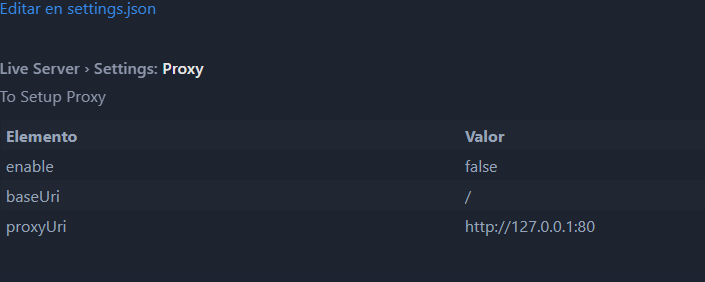 Editar en settings.json
Live Server › Settings: Proxy
To Setup Proxy
Elemento Valor
enable false
baseUri /
proxyUri http://127.0.0.1:80